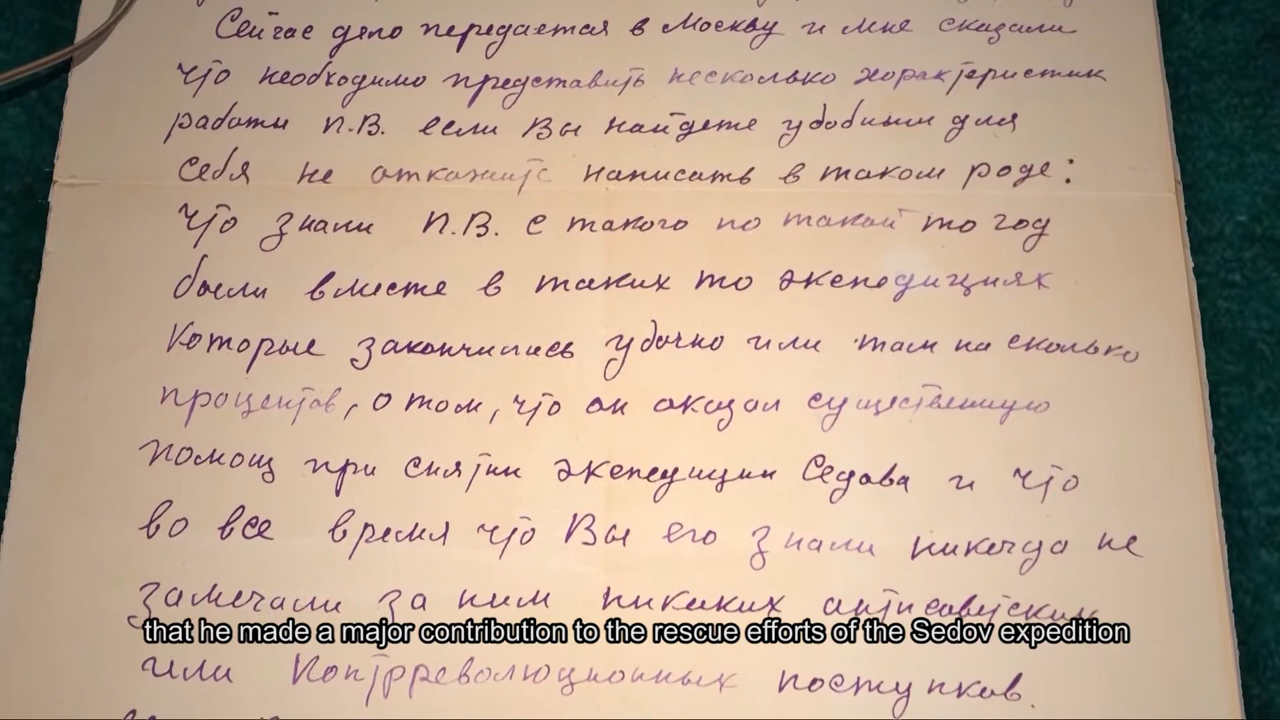 Сейчас дело передается в Москву и мне сказали
что необходимо представить несколько характеристик
работы П.В. если Вы найдете удобным для
себя не откажите написать в таком роде:
Что знали П.В. с такого по такой то год
были вместе в таких то экспедициях
которые закончились удачно или там на сколько
процентов, о том, что он оказал существенную
помощ при снятии экспедиции Седова и что
во все время что Вы его знали никогда не
замечали за ним никаких антисоветских
that he made a major contribution to the rescue efforts of the Sedov expedition
или Контрреволюционных поступков.